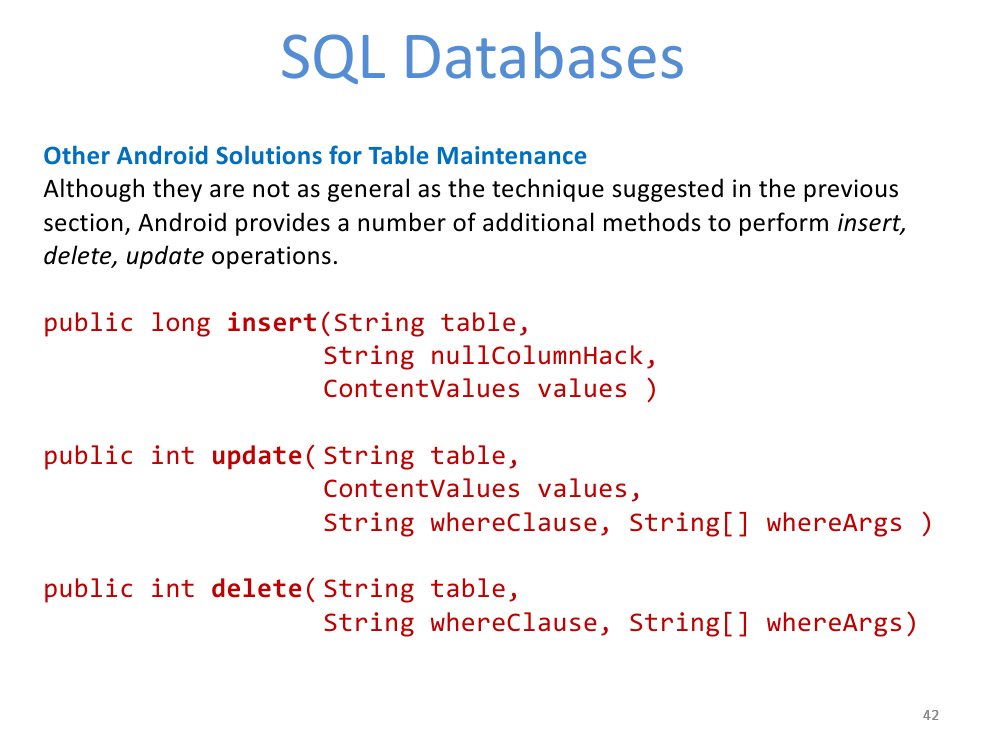 SQL Databases
Other Android Solutions for Table Maintenance
Although they are not as general as the technique suggested in the previous
section, Android provides a number of additional methods to perform insert,
delete, update operations.
public long insert(String table,
String nullColumnHack,
ContentValues values )
public int update( String table,
ContentValues values,
String whereClause, String[] whereArgs )
public int delete( String table,
String whereClause, String[] whereArgs)
42